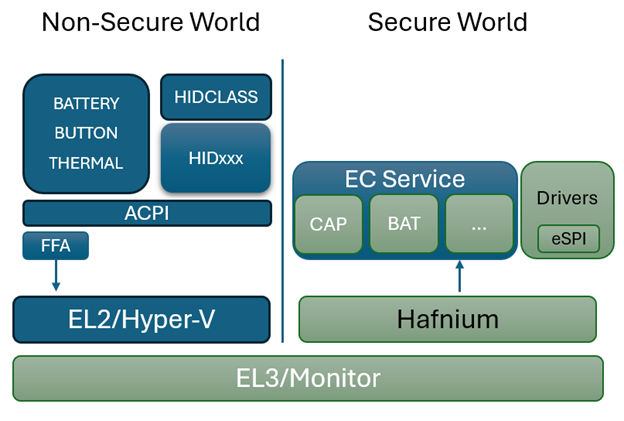 Non-Secure World
Secure World
BATTERY
BUTTON
THERMAL
HIDCLASS
HIDxxx
ACPI
FFA
EL2/Hyper-V
EC Service
CAP
BAT
...
Drivers
eSPI
Hafnium
EL3/Monitor